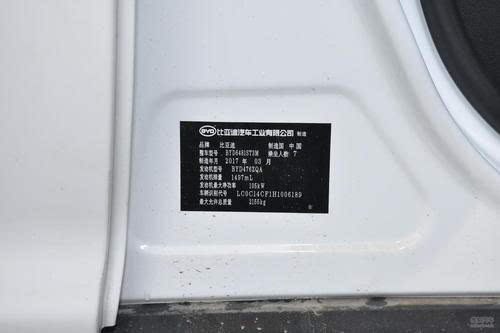 BYD 比亚迪汽车工业有限公司 制造
品牌 比亚迪 制造国 中国
整车型号 BYD6481ST3M 乘坐人数 7
制造年月 2017 年 03 月
发动机型号 BYD476ZQA
发动机排量 1497mL
发动机最大净功率 105kW
车辆识别代号 LC0C14CF1H1006189
最大允许总质量 2155kg